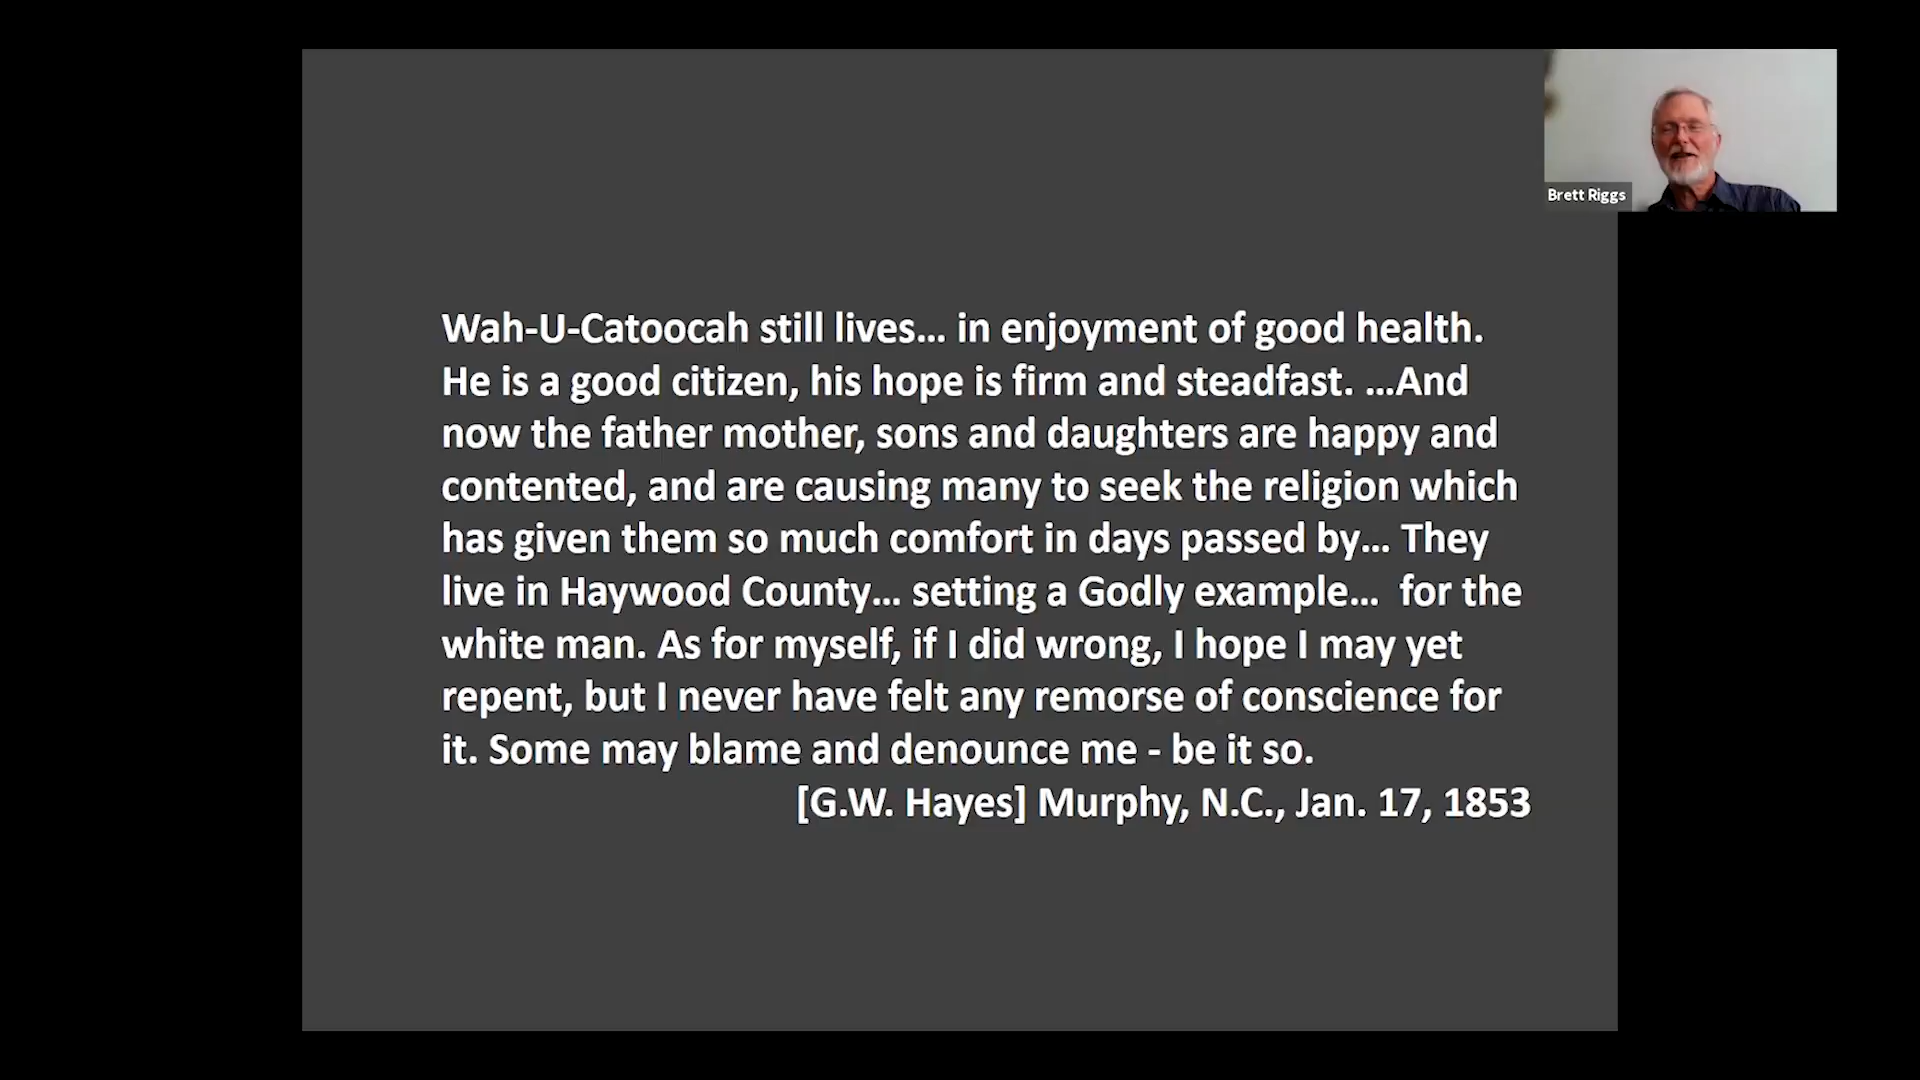 Brett Riggs
Wah-U-Catoocah still lives... in enjoyment of good health.
He is a good citizen, his hope is firm and steadfast. ...And
now the father mother, sons and daughters are happy and
contented, and are causing many to seek the religion which
has given them so much comfort in days passed by... They
live in Haywood County... setting a Godly example...  for the
white man. As for myself, if I did wrong, I hope I may yet
repent, but I never have felt any remorse of conscience for
it. Some may blame and denounce me - be it so.
[G.W. Hayes] Murphy, N.C., Jan. 17, 1853